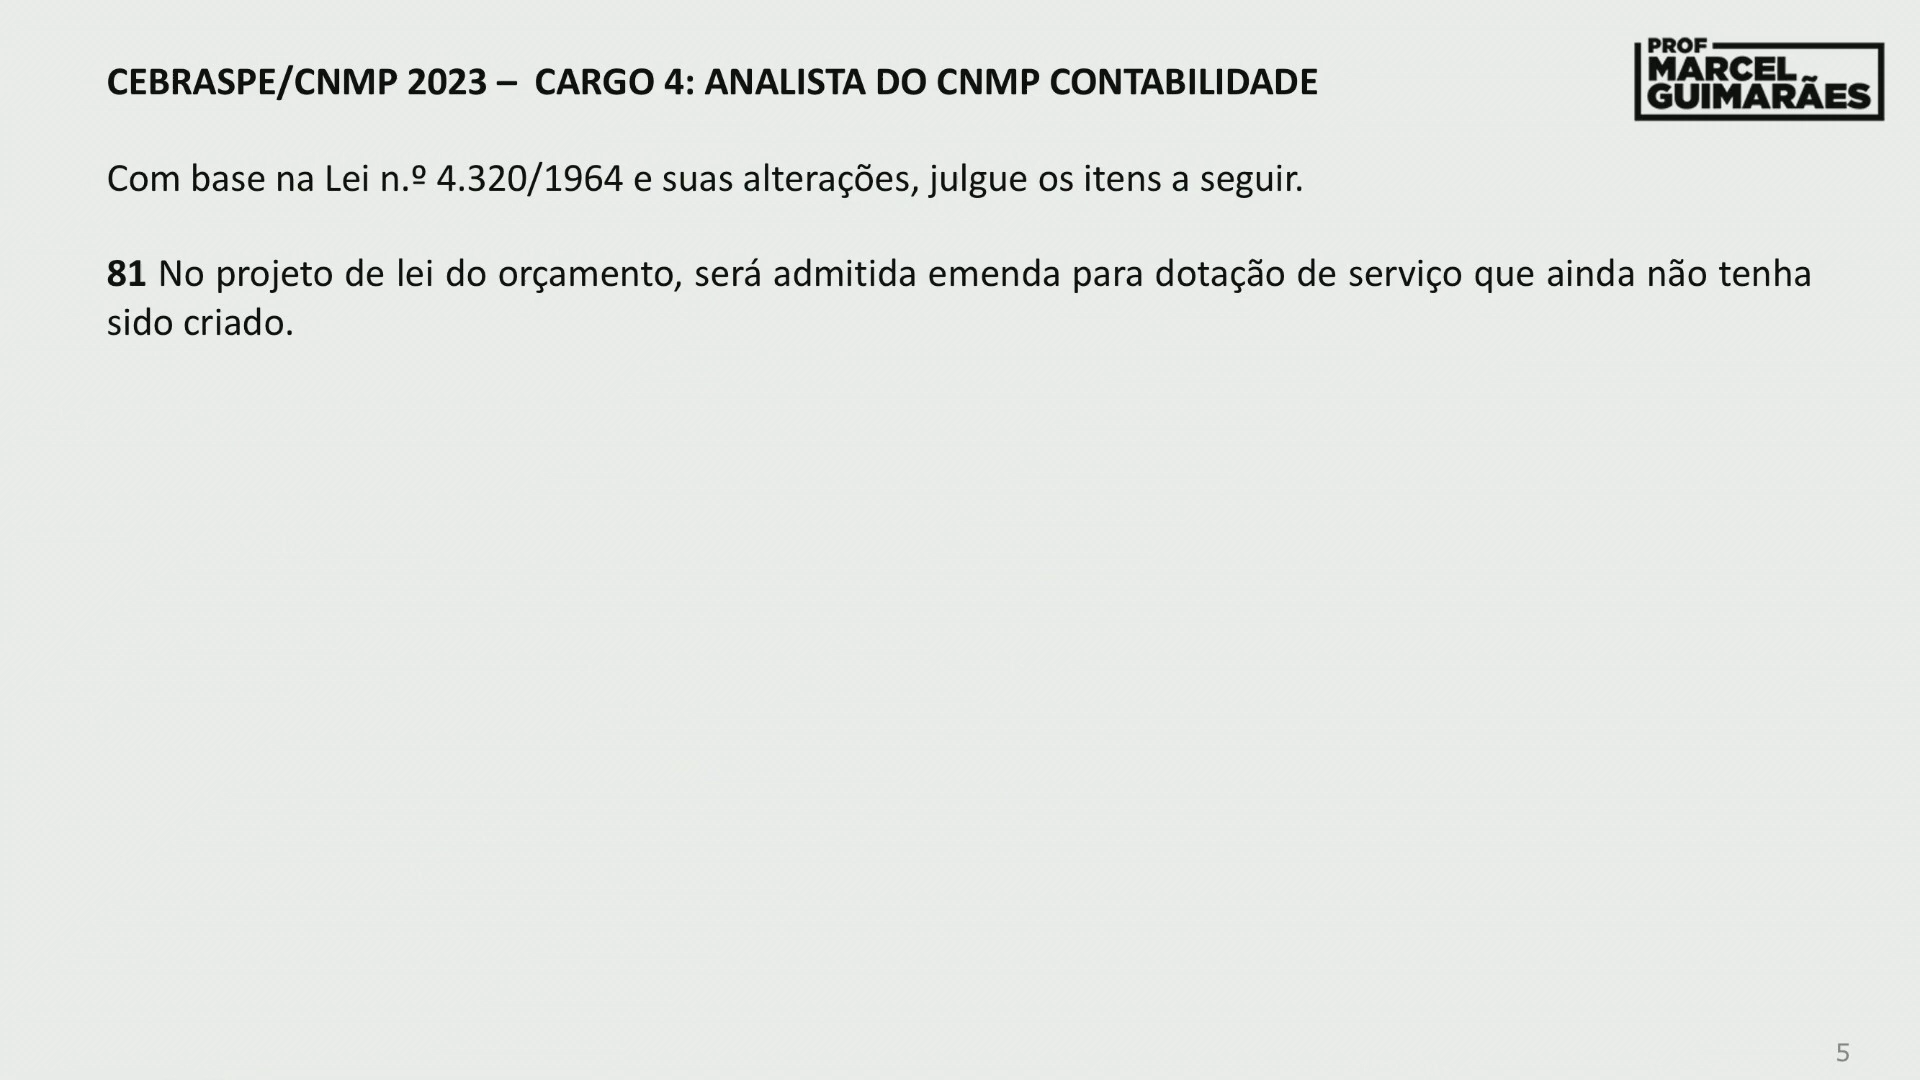 CEBRASPE/CNMP 2023 – CARGO 4: ANALISTA DO CNMP CONTABILIDADE
PROF
MARCEL
GUIMARÃES
Com base na Lei n.º 4.320/1964 e suas alterações, julgue os itens a seguir.
81 No projeto de lei do orçamento, será admitida emenda para dotação de serviço que ainda não tenha
sido criado.
5